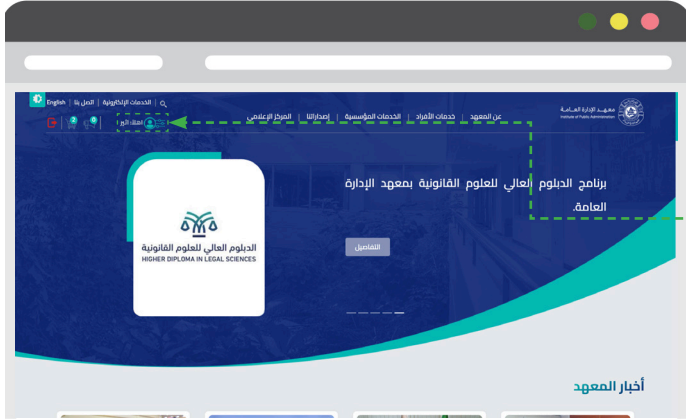 الخدمات الإلكترونية | اتصل بنا | English
2
0
معهد الإدارة العامة
Institute of Public Administration
عن المعهد | خدمات الأفراد | الخدمات المؤسسية | إصداراتنا | المركز الإعلامي
برنامج الدبلوم العالي للعلوم القانونية بمعهد الإدارة
العامة.
التفاصيل
الدبلوم العالي للعلوم القانونية
HIGHER DIPLOMA IN LEGAL SCIENCES
أخبار المعهد